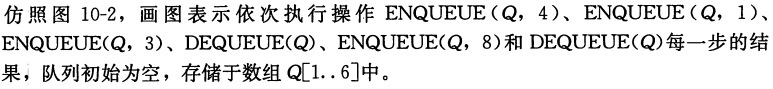 仿照图 10-2，画图表示依次执行操作 ENQUEUE(Q，4)、ENQUEUE(Q，1)、
ENQUEUE(Q，3)、DEQUEUE(Q)、ENQUEUE(Q，8)和 DEQUEUE(Q)每一步的结
果，队列初始为空，存储于数组 Q[1..6]中。